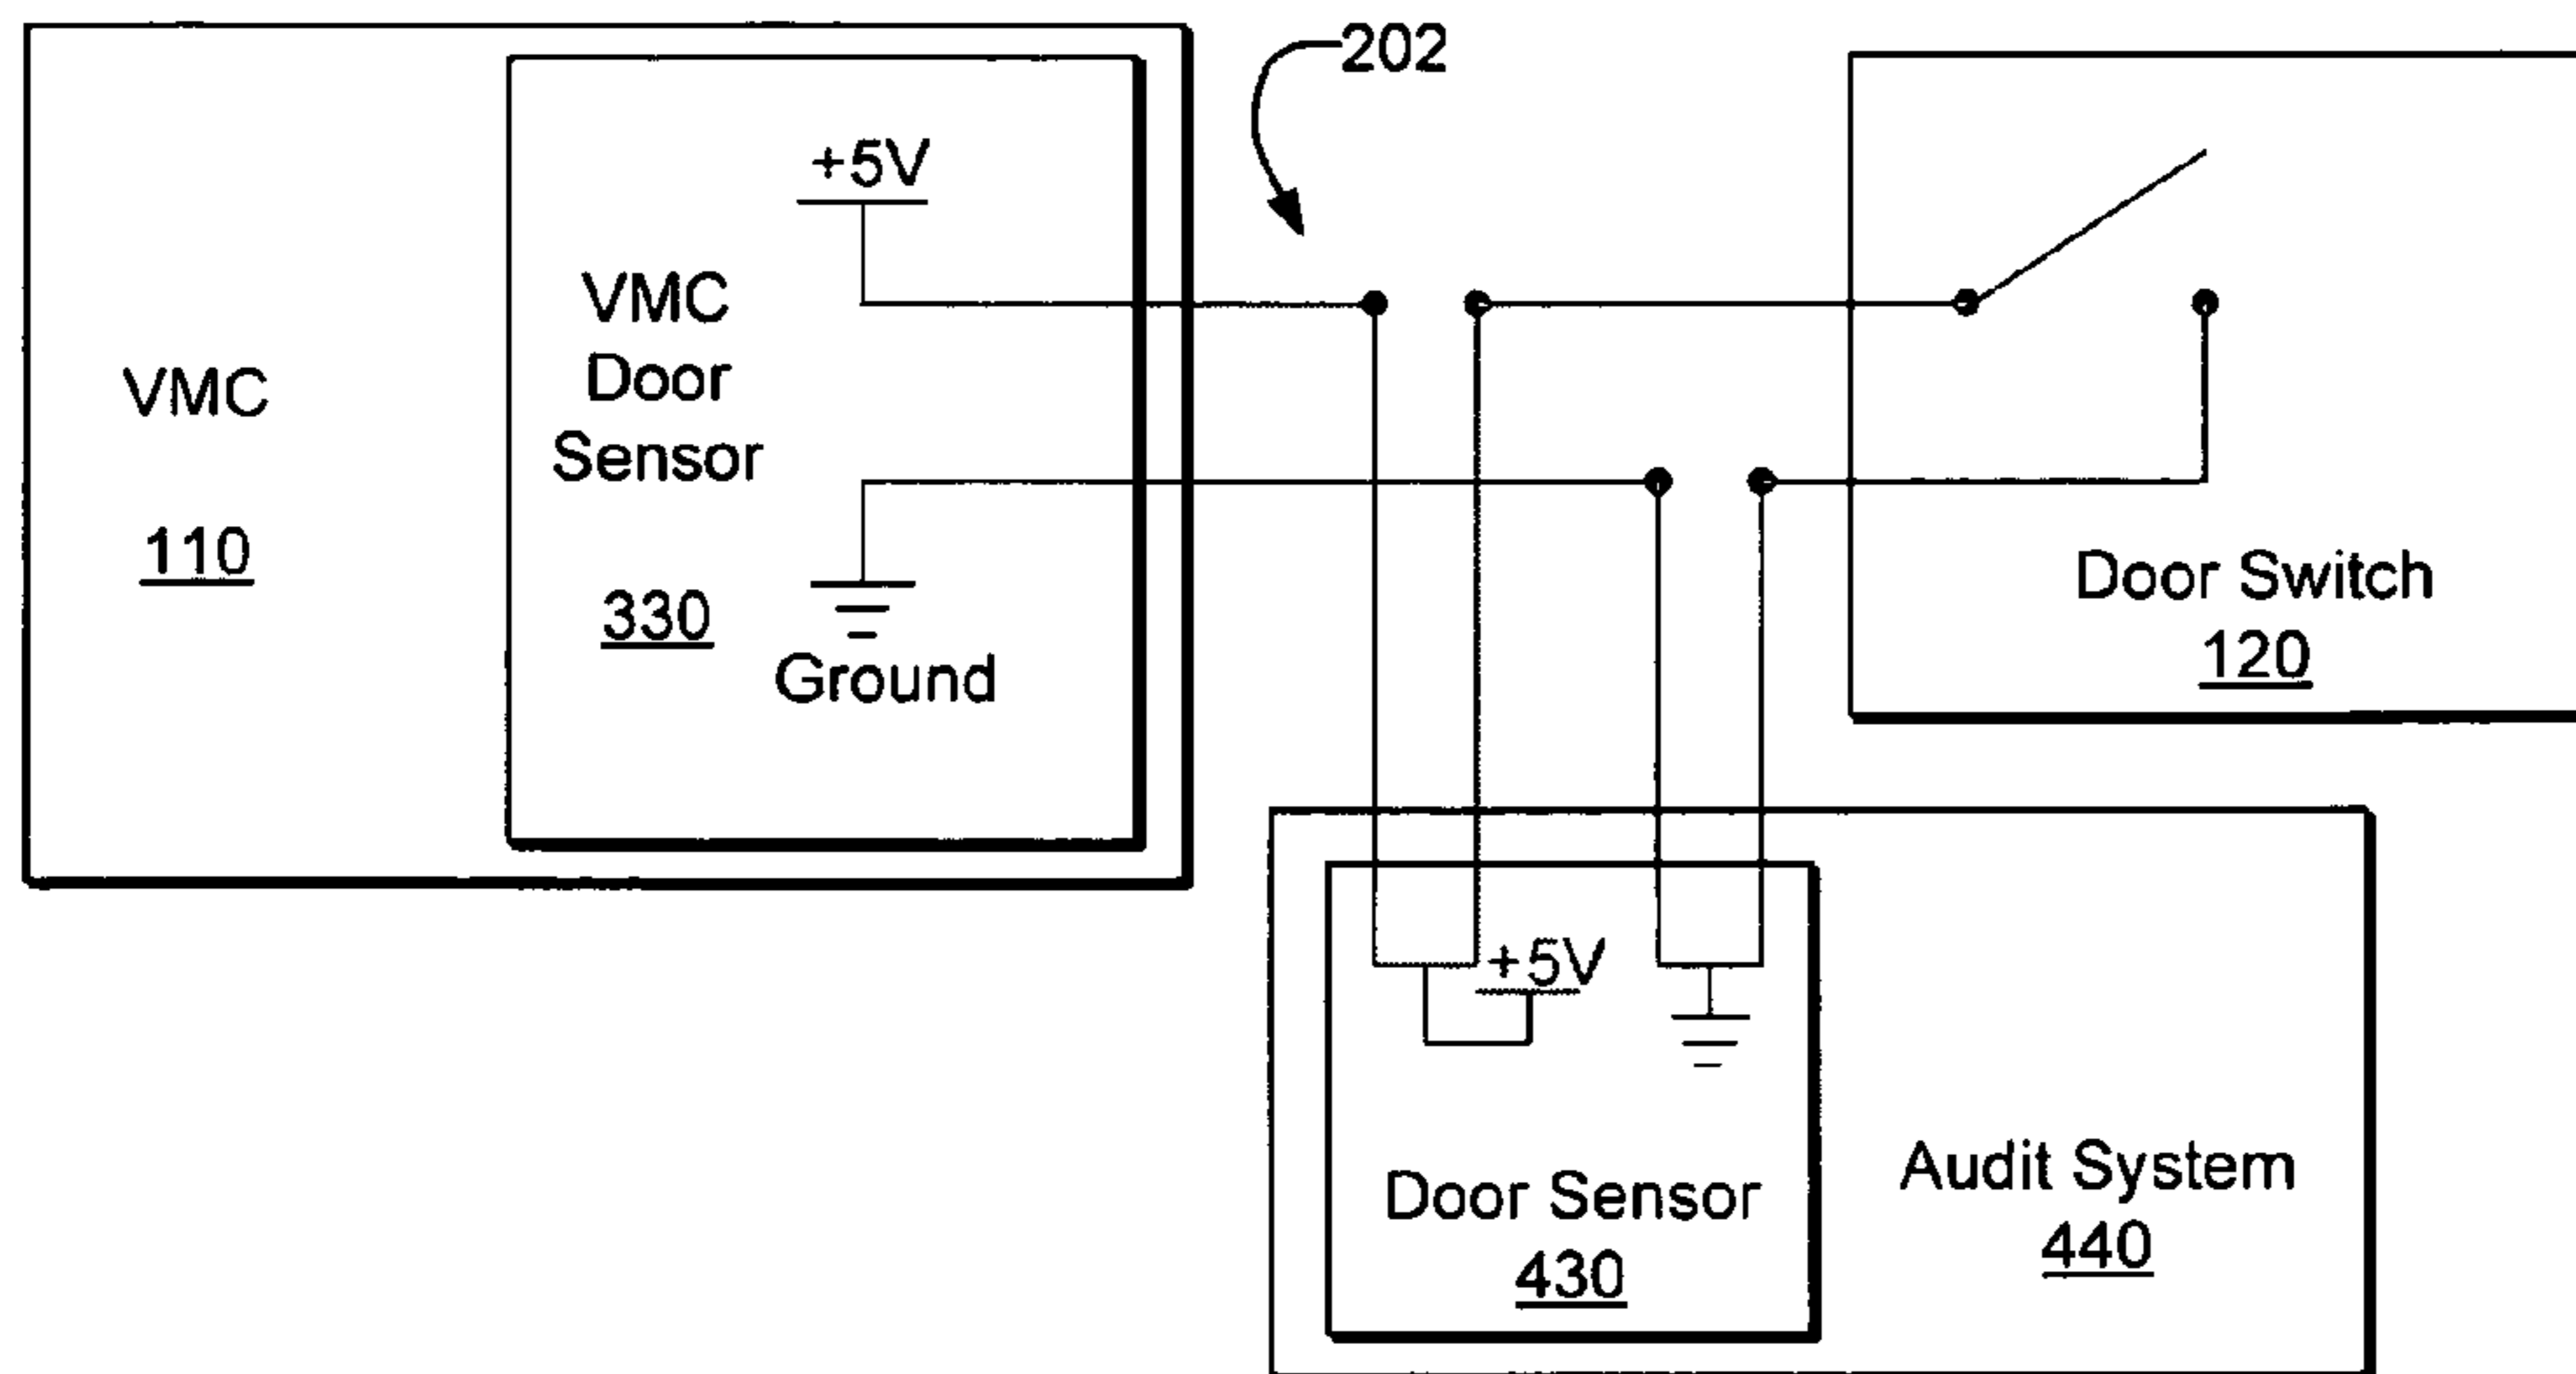 202
+5V
VMC
Door
Sensor
330
Ground
VMC
110
Door Switch
120
+5V
Door Sensor
430
Audit System
440